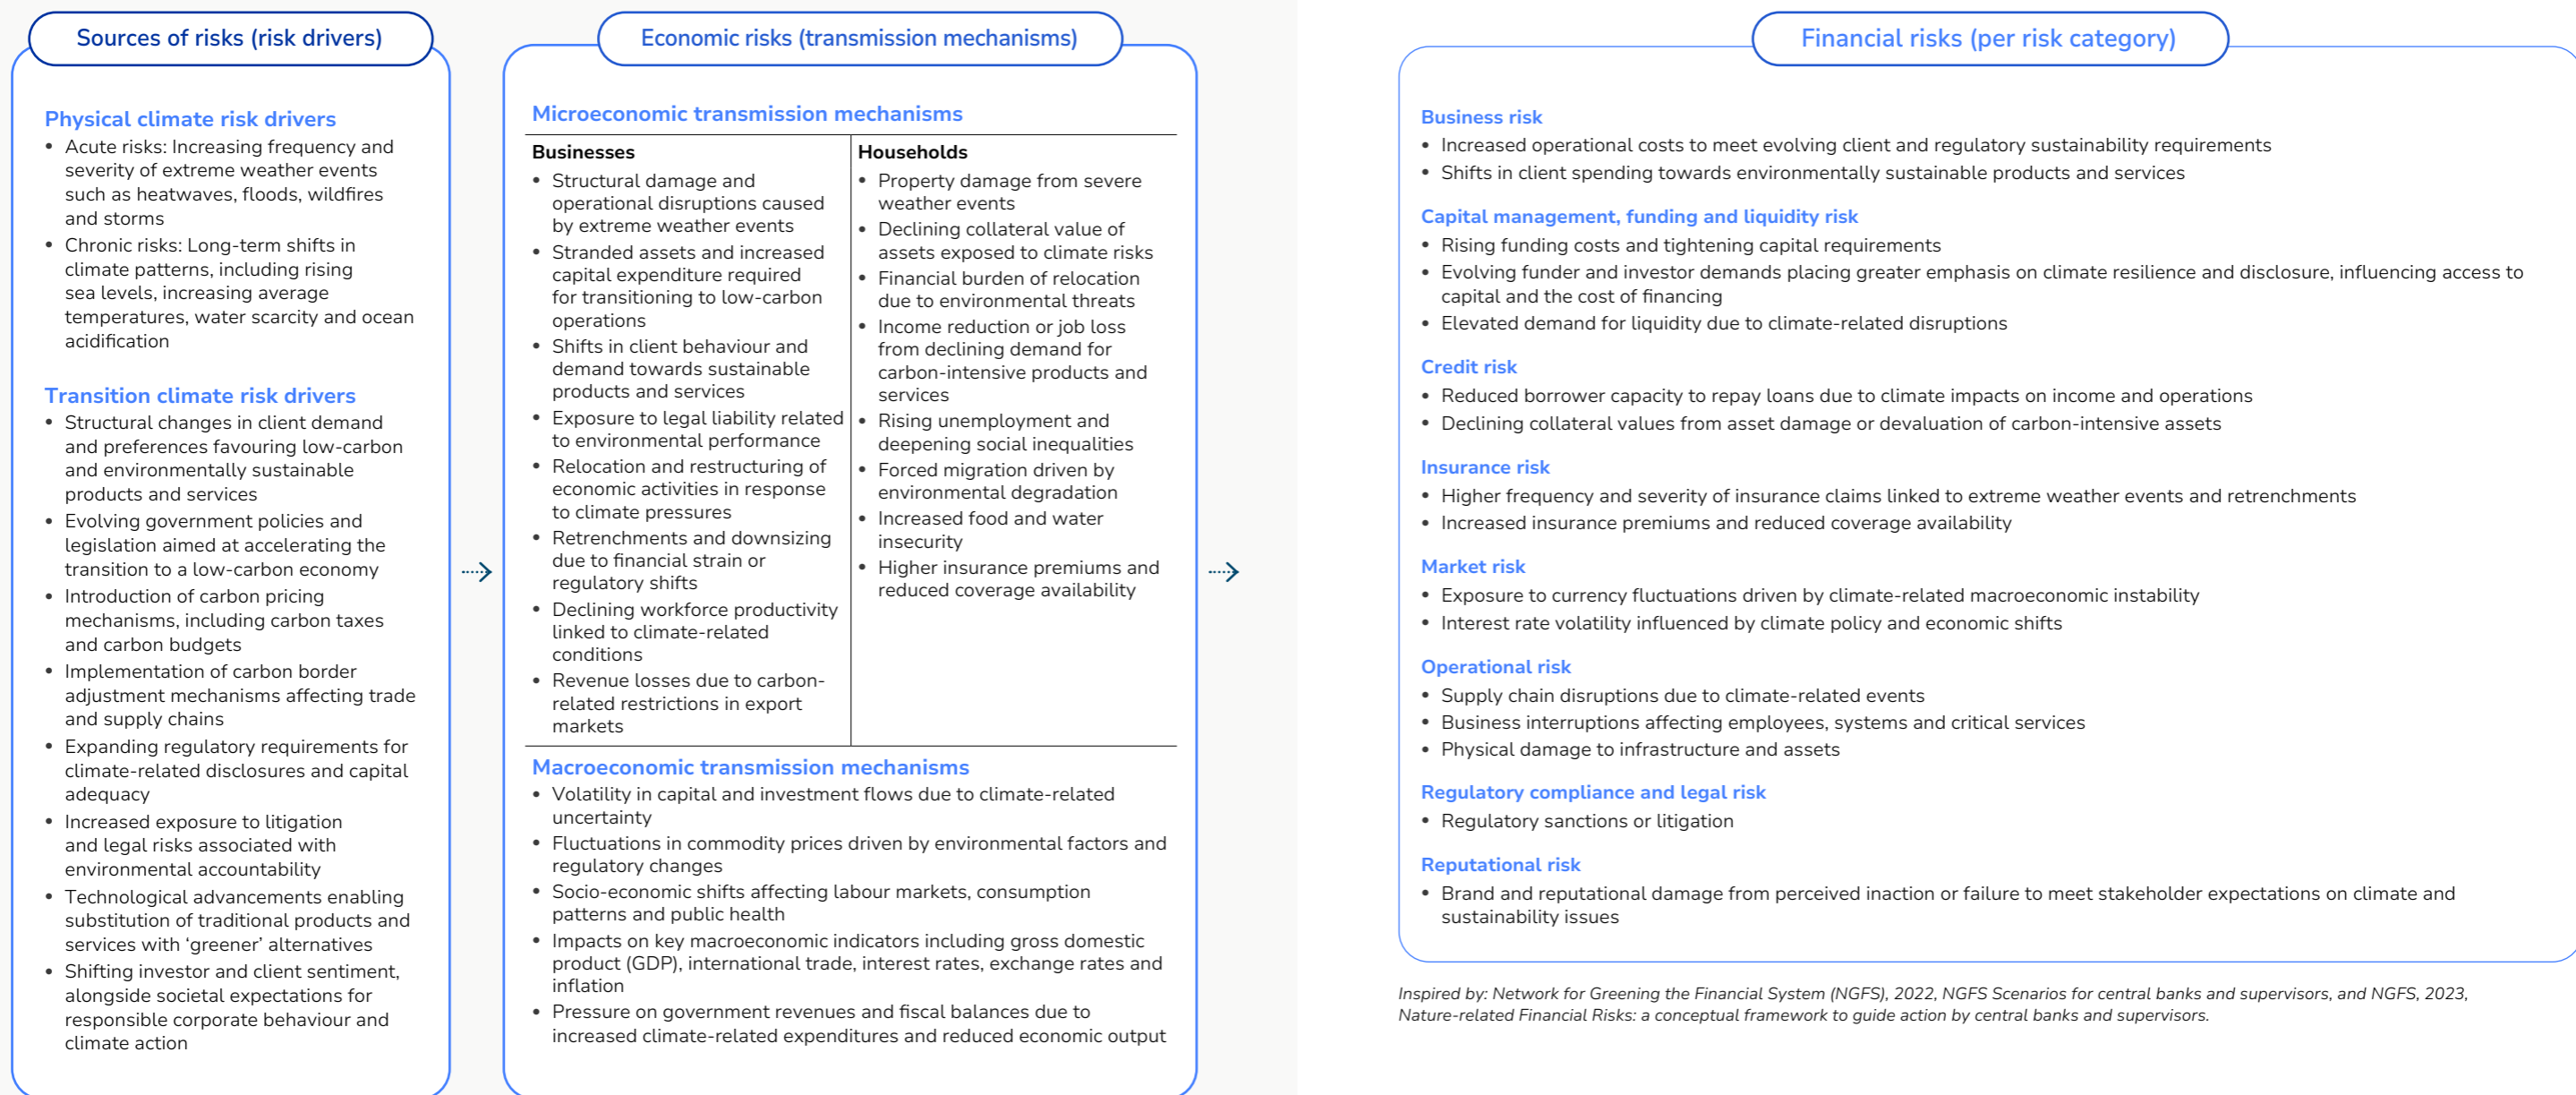 Sources of risks (risk drivers)
Physical climate risk drivers
• Acute risks: Increasing frequency and
severity of extreme weather events
such as heatwaves, floods, wildfires
and storms
• Chronic risks: Long-term shifts in
climate patterns, including rising
sea levels, increasing average
temperatures, water scarcity and ocean
acidification
Transition climate risk drivers
• Structural changes in client demand
and preferences favouring low-carbon
and environmentally sustainable
products and services
• Evolving government policies and
legislation aimed at accelerating the
transition to a low-carbon economy
• Introduction of carbon pricing
mechanisms, including carbon taxes
and carbon budgets
• Implementation of carbon border
adjustment mechanisms affecting trade
and supply chains
• Expanding regulatory requirements for
climate-related disclosures and capital
adequacy
• Increased exposure to litigation
and legal risks associated with
environmental accountability
• Technological advancements enabling
substitution of traditional products and
services with ‘greener’ alternatives
• Shifting investor and client sentiment,
alongside societal expectations for
responsible corporate behaviour and
climate action
Economic risks (transmission mechanisms)
Microeconomic transmission mechanisms
Businesses
• Structural damage and
operational disruptions caused
by extreme weather events
• Stranded assets and increased
capital expenditure required
for transitioning to low-carbon
operations
• Shifts in client behaviour and
demand towards sustainable
products and services
• Exposure to legal liability related
to environmental performance
• Relocation and restructuring of
economic activities in response
to climate pressures
• Retrenchments and downsizing
due to financial strain or
regulatory shifts
• Declining workforce productivity
linked to climate-related
conditions
• Revenue losses due to carbon-
related restrictions in export
markets
Households
• Property damage from severe
weather events
• Declining collateral value of
assets exposed to climate risks
• Financial burden of relocation
due to environmental threats
• Income reduction or job loss
from declining demand for
carbon-intensive products and
services
• Rising unemployment and
deepening social inequalities
• Forced migration driven by
environmental degradation
• Increased food and water
insecurity
• Higher insurance premiums and
reduced coverage availability
Macroeconomic transmission mechanisms
• Volatility in capital and investment flows due to climate-related
uncertainty
• Fluctuations in commodity prices driven by environmental factors and
regulatory changes
• Socio-economic shifts affecting labour markets, consumption
patterns and public health
• Impacts on key macroeconomic indicators including gross domestic
product (GDP), international trade, interest rates, exchange rates and
inflation
• Pressure on government revenues and fiscal balances due to
increased climate-related expenditures and reduced economic output
Financial risks (per risk category)
Business risk
• Increased operational costs to meet evolving client and regulatory sustainability requirements
• Shifts in client spending towards environmentally sustainable products and services
Capital management, funding and liquidity risk
• Rising funding costs and tightening capital requirements
• Evolving funder and investor demands placing greater emphasis on climate resilience and disclosure, influencing access to
capital and the cost of financing
• Elevated demand for liquidity due to climate-related disruptions
Credit risk
• Reduced borrower capacity to repay loans due to climate impacts on income and operations
• Declining collateral values from asset damage or devaluation of carbon-intensive assets
Insurance risk
• Higher frequency and severity of insurance claims linked to extreme weather events and retrenchments
• Increased insurance premiums and reduced coverage availability
Market risk
• Exposure to currency fluctuations driven by climate-related macroeconomic instability
• Interest rate volatility influenced by climate policy and economic shifts
Operational risk
• Supply chain disruptions due to climate-related events
• Business interruptions affecting employees, systems and critical services
• Physical damage to infrastructure and assets
Regulatory compliance and legal risk
• Regulatory sanctions or litigation
Reputational risk
• Brand and reputational damage from perceived inaction or failure to meet stakeholder expectations on climate and
sustainability issues
Inspired by: Network for Greening the Financial System (NGFS), 2022, NGFS Scenarios for central banks and supervisors, and NGFS, 2023,
Nature-related Financial Risks: a conceptual framework to guide action by central banks and supervisors.